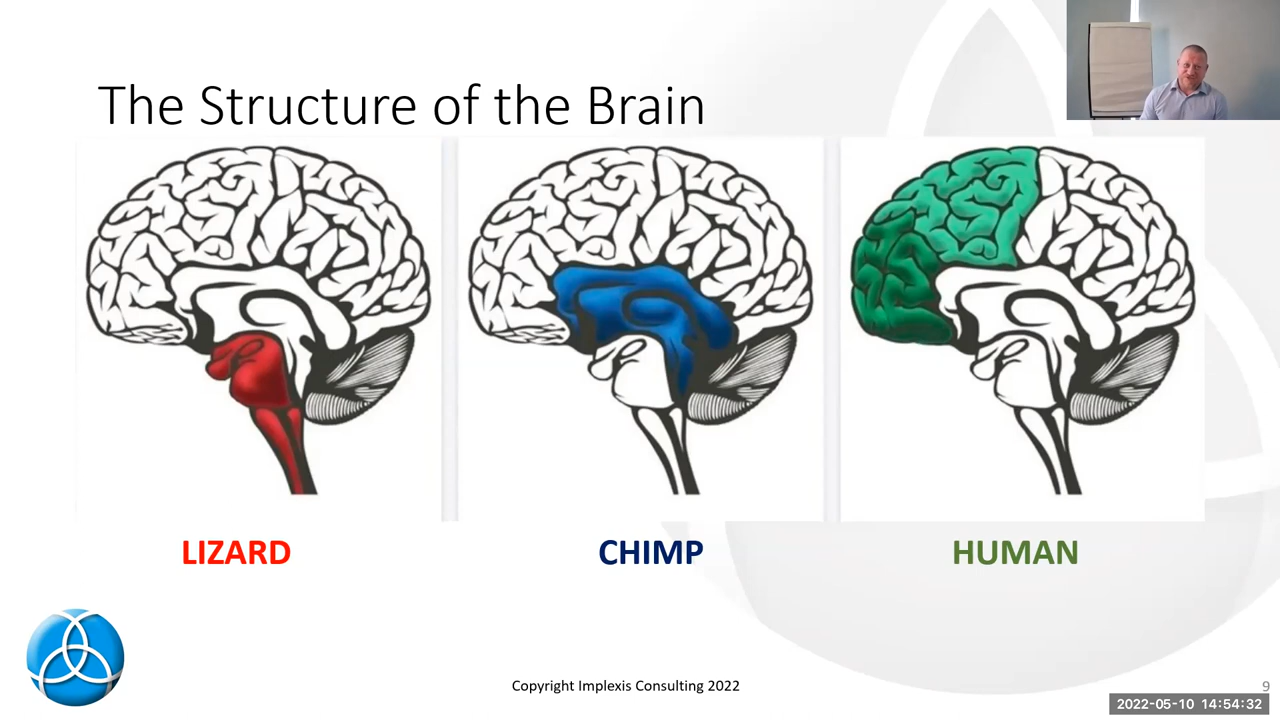 The Structure of the Brain
LIZARD
CHIMP
HUMAN
Copyright Implexis Consulting 2022
9
2022-05-10 14:54:32